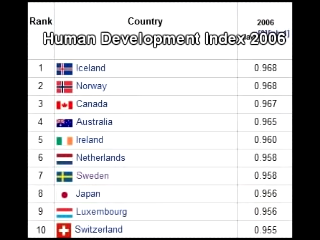 Rank Country 2006
Human Development Index 2006
1 Iceland 0.968
2 Norway 0.968
3 Canada 0.967
4 Australia 0.965
5 Ireland 0.960
6 Netherlands 0.958
7 Sweden 0.958
8 Japan 0.956
9 Luxembourg 0.956
10 Switzerland 0.955